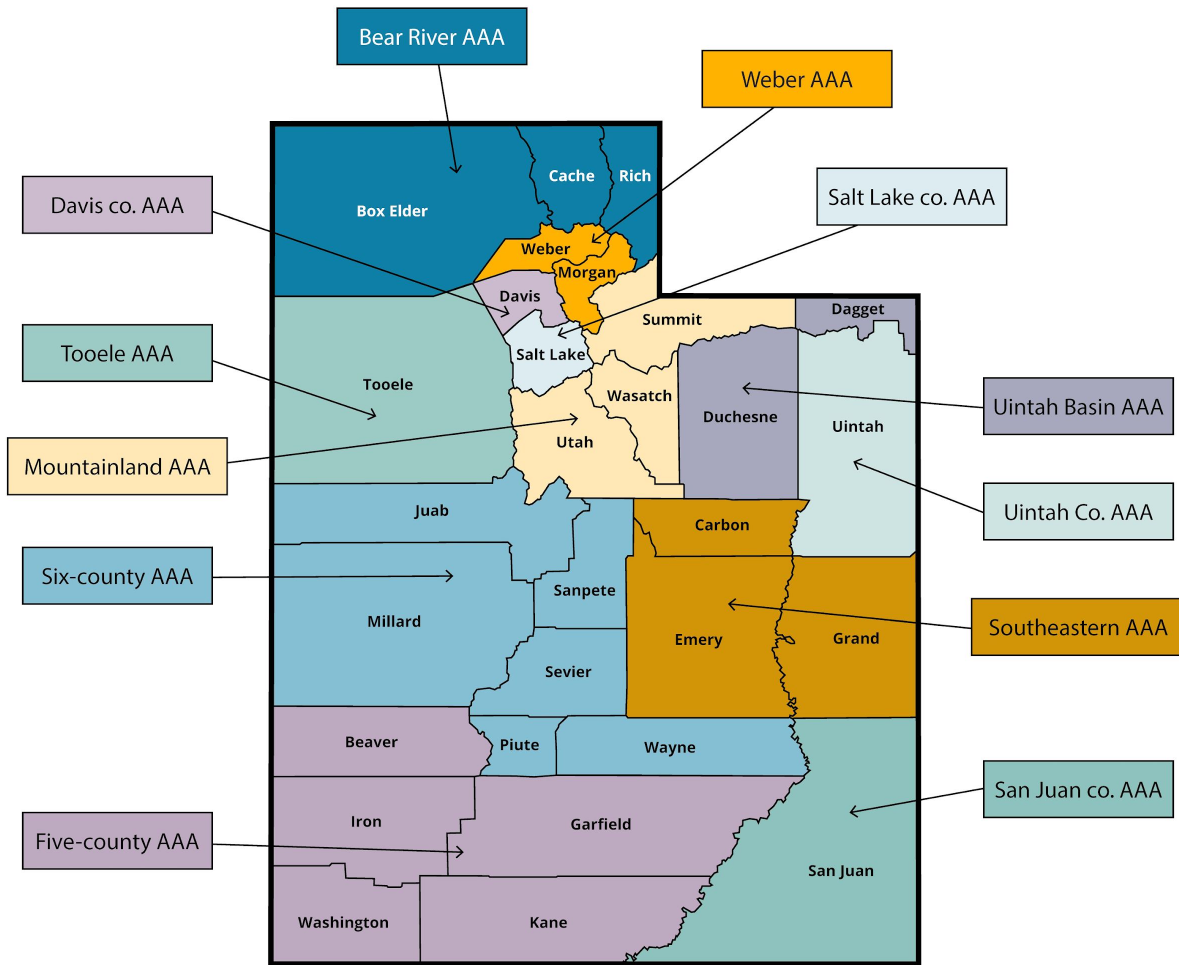 Bear River AAA
Weber AAA
Davis co. AAA
Salt Lake co. AAA
Cache
Rich
Box Elder
Weber
Morgan
Davis
Dagget
Summit
Tooele AAA
Salt Lake
Tooele
Wasatch
Duchesne
Uintah
Uintah Basin AAA
Utah
Mountainland AAA
Juab
Carbon
Uintah Co. AAA
Six-county AAA
Sanpete
Millard
Emery
Grand
Southeastern AAA
Sevier
Beaver
Piute
Wayne
San Juan co. AAA
Iron
Garfield
Five-county AAA
San Juan
Washington
Kane